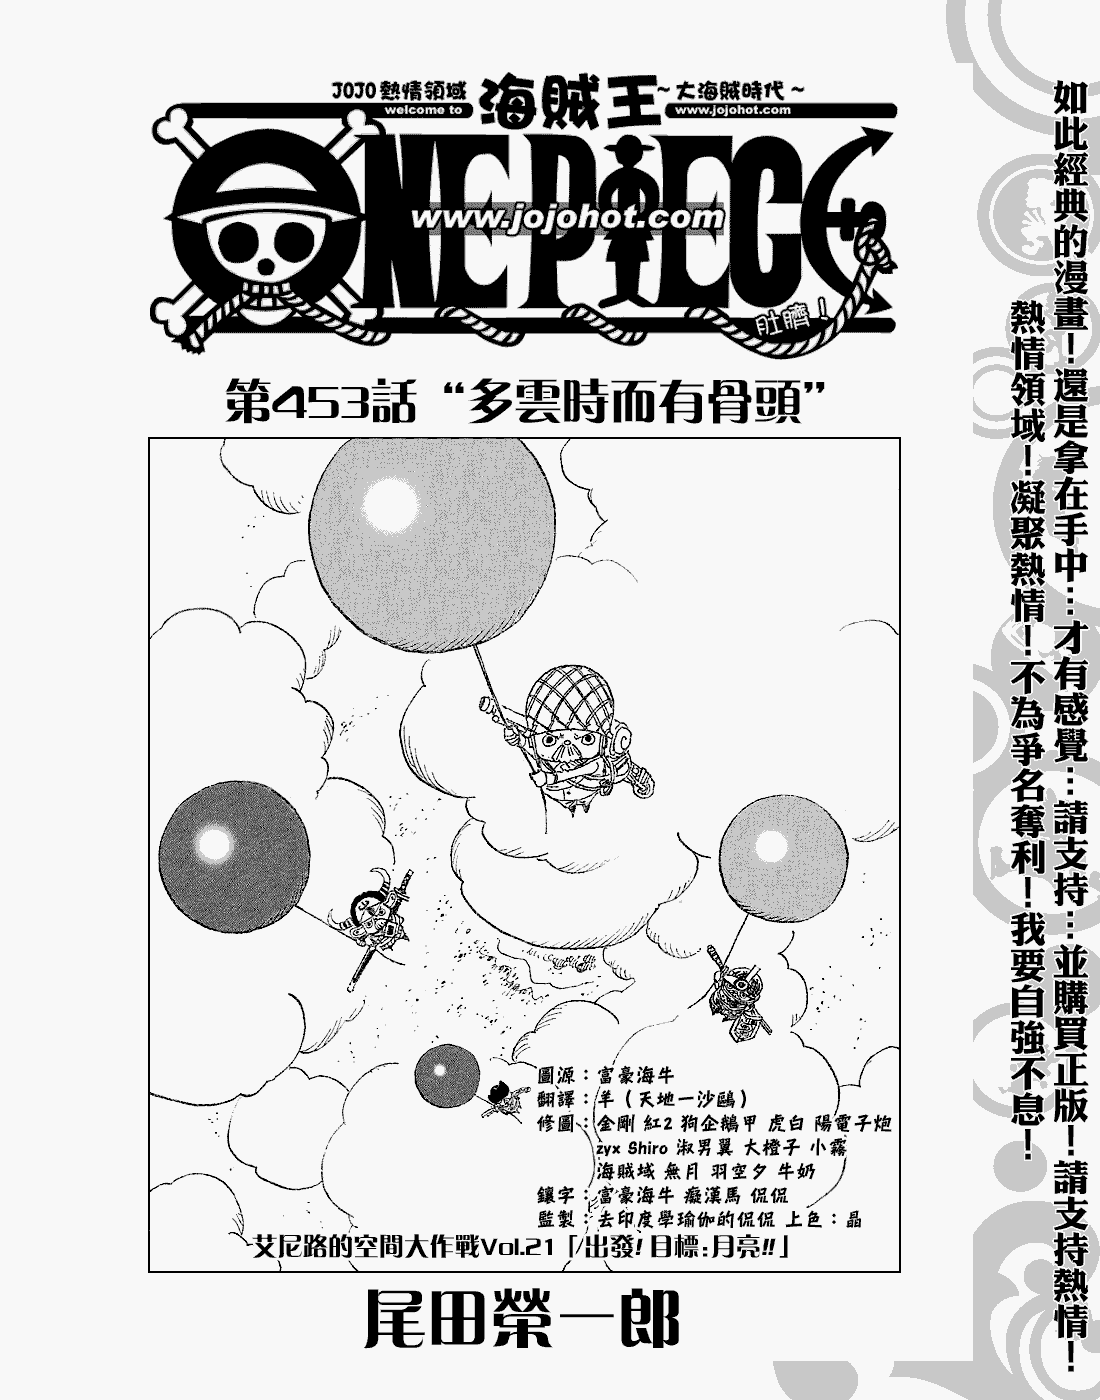 JOJO熱情領域 海賊王 ~大海賊時代~
welcome to www.jojohot.com
ONE PIECE
www.jojohot.com
肚臍！
第453話 “多雲時而有骨頭”
如此經典的漫畫！還是拿在手中…才有感覺…請支持…並購買正版！請支持熱情！
熱情領域！凝聚熱情！不為爭名奪利！我要自強不息！
圖源：富豪海牛
翻譯：羊（天地一沙鷗）
修圖：金剛 紅2 狗企鵝甲 虎白 陽電子炮
zyx Shiro 淑男翼 大橙子 小霧
海賊域 無月 羽空夕 牛奶
鑲字：富豪海牛 癡漢馬 侃侃
監製：去印度學瑜伽的侃侃 上色：晶
艾尼路的空間大作戰Vol.21「出發!目標:月亮!!」
尾田榮一郎